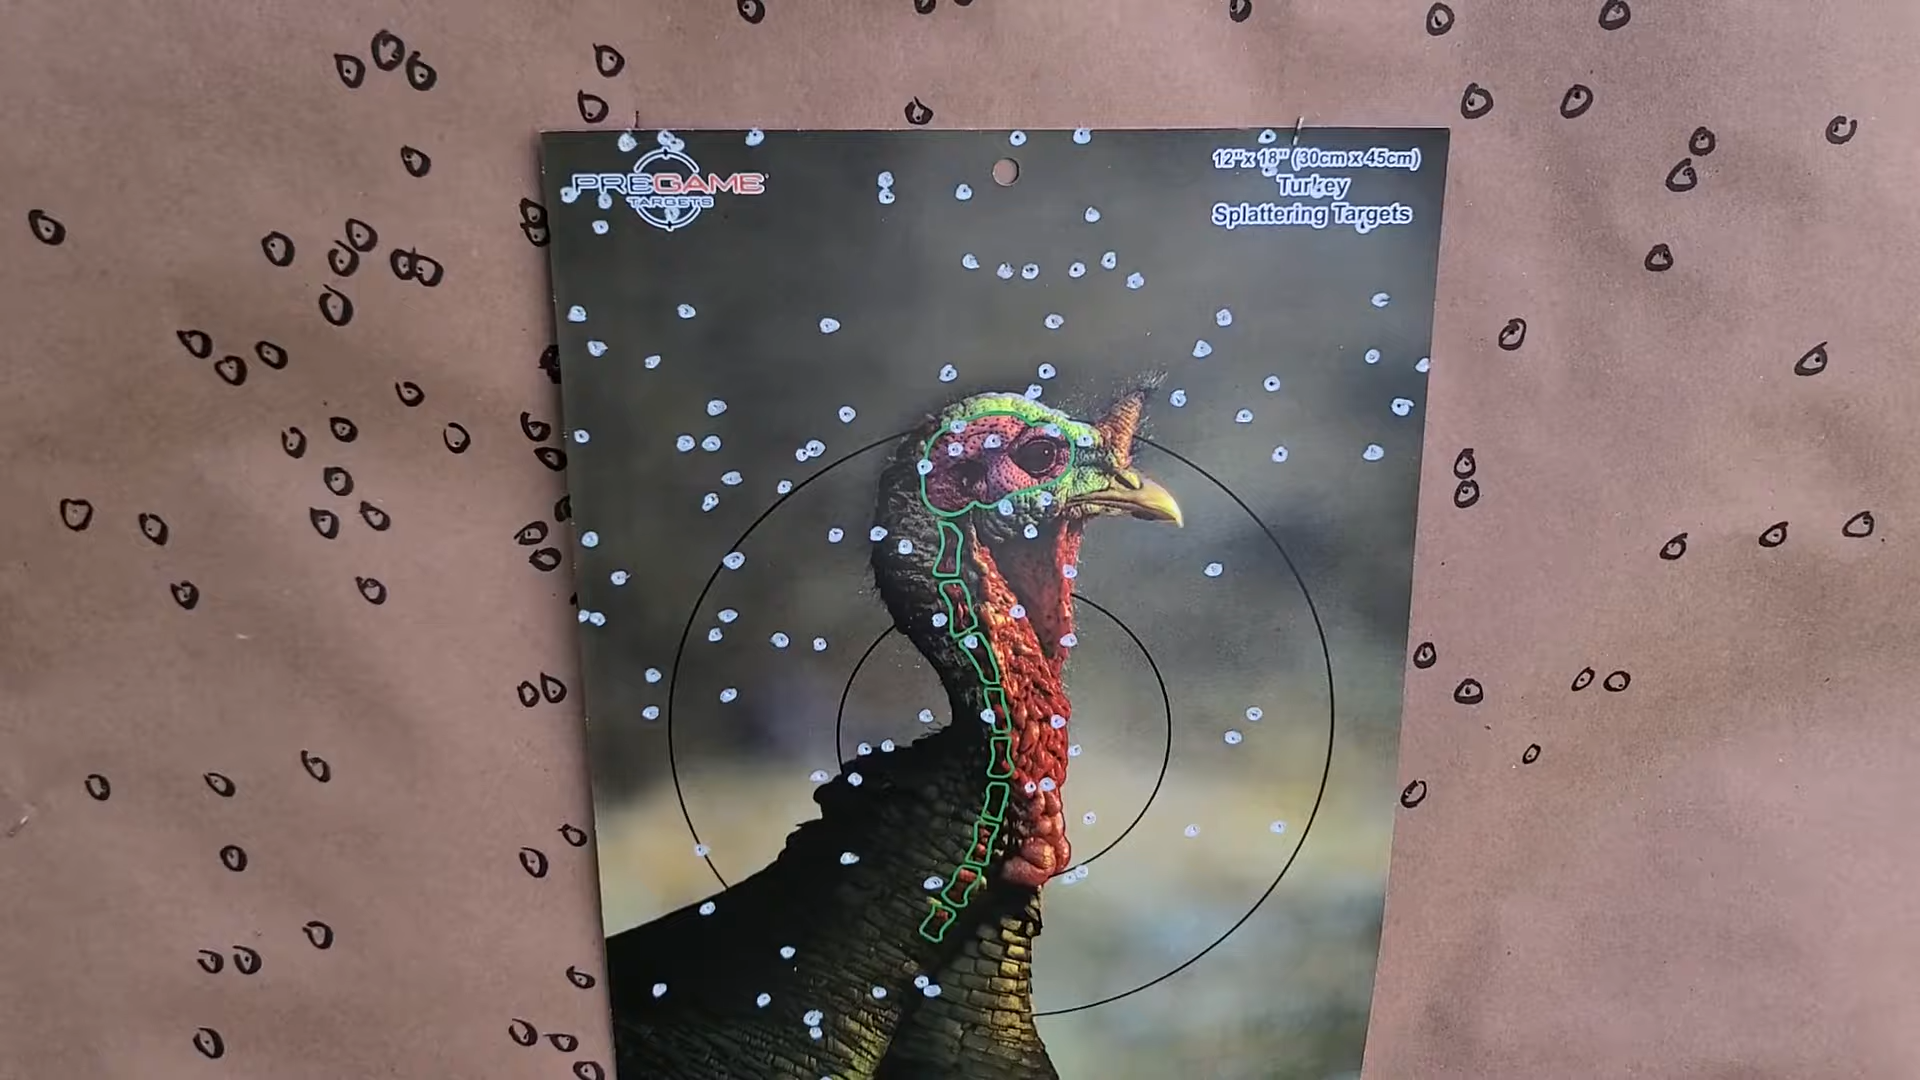 PREGAME
TARGETS
12"x 18" (30cm x 45cm)
Turkey
Splattering Targets